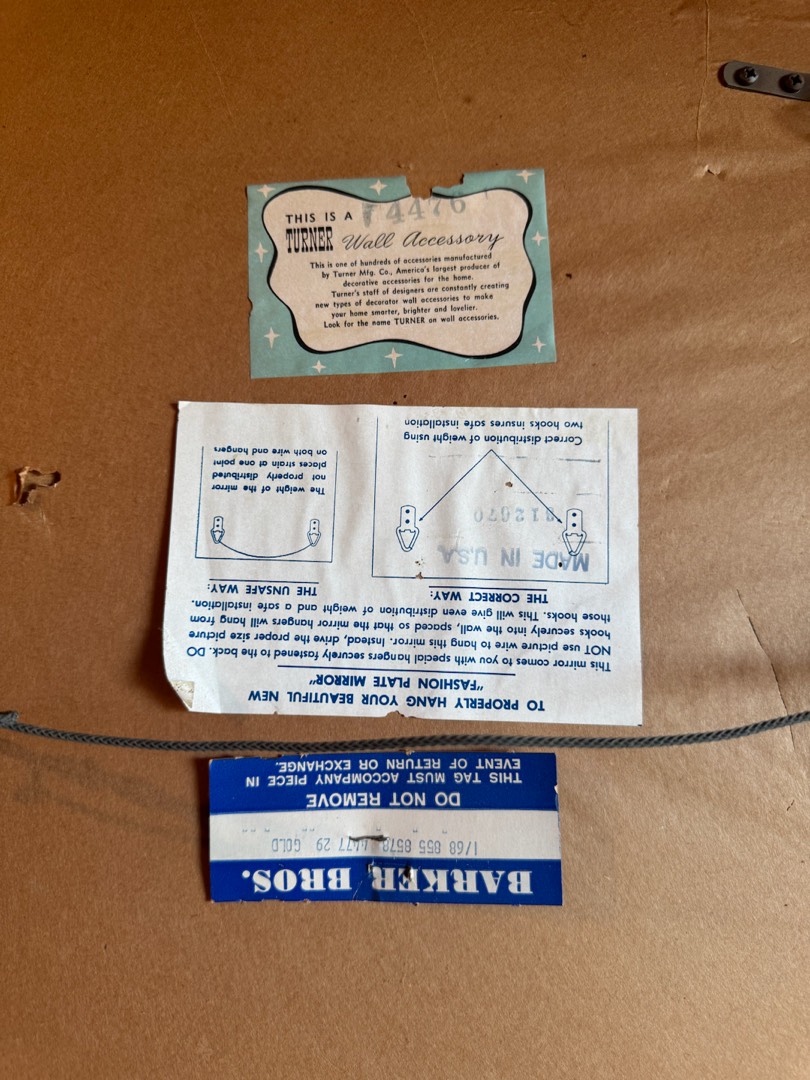 THIS IS A
4476
TURNER Wall Accessory
This is one of hundreds of accessories manufactured
by Turner Mfg. Co., America's largest producer of
decorative accessories for the home.
Turner's staff of designers are constantly creating
new types of decorator wall accessories to make
your home smarter, brighter and lovelier.
Look for the name TURNER on wall accessories.
TO PROPERLY HANG YOUR BEAUTIFUL NEW
"FASHION PLATE MIRROR"
This mirror comes to you with special hangers securely fastened to the back. DO
NOT use picture wire to hang this mirror. Instead, drive the proper size picture
hooks securely into the wall, spaced so that the mirror hangers will hang from
those hooks. This will give even distribution of weight and a safe installation.
THE CORRECT WAY:
MADE IN U.S.A.
Correct distribution of weight using
two hooks insures safe installation
THE UNSAFE WAY:
The weight of the mirror
not properly distributed
places strain at one point
on both wire and hangers
BARKER BROS.
1/68 855 8578 4477 29 GOLD
DO NOT REMOVE
THIS TAG MUST ACCOMPANY PIECE IN
EVENT OF RETURN OR EXCHANGE.